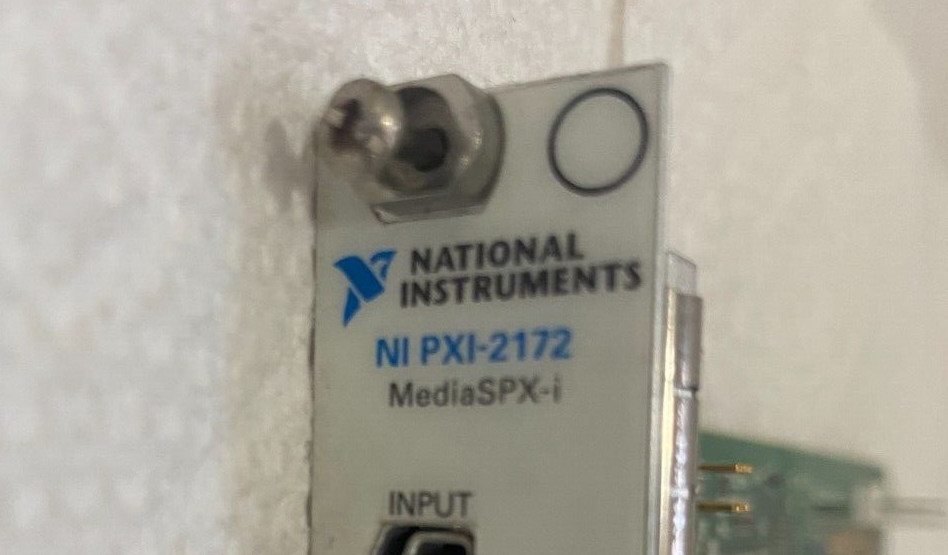 NATIONAL
INSTRUMENTS
NI PXI-2172
MediaSPX-i
INPUT